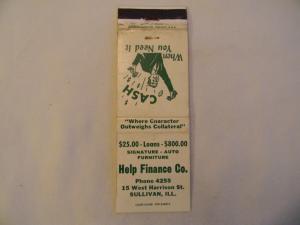 When
You Need It
CASH
"Where Character
Outweighs Collateral"
$25.00 - Loans - $800.00
SIGNATURE - AUTO
FURNITURE
Help Finance Co.
Phone 4255
15 West Harrison St.
SULLIVAN, ILL.